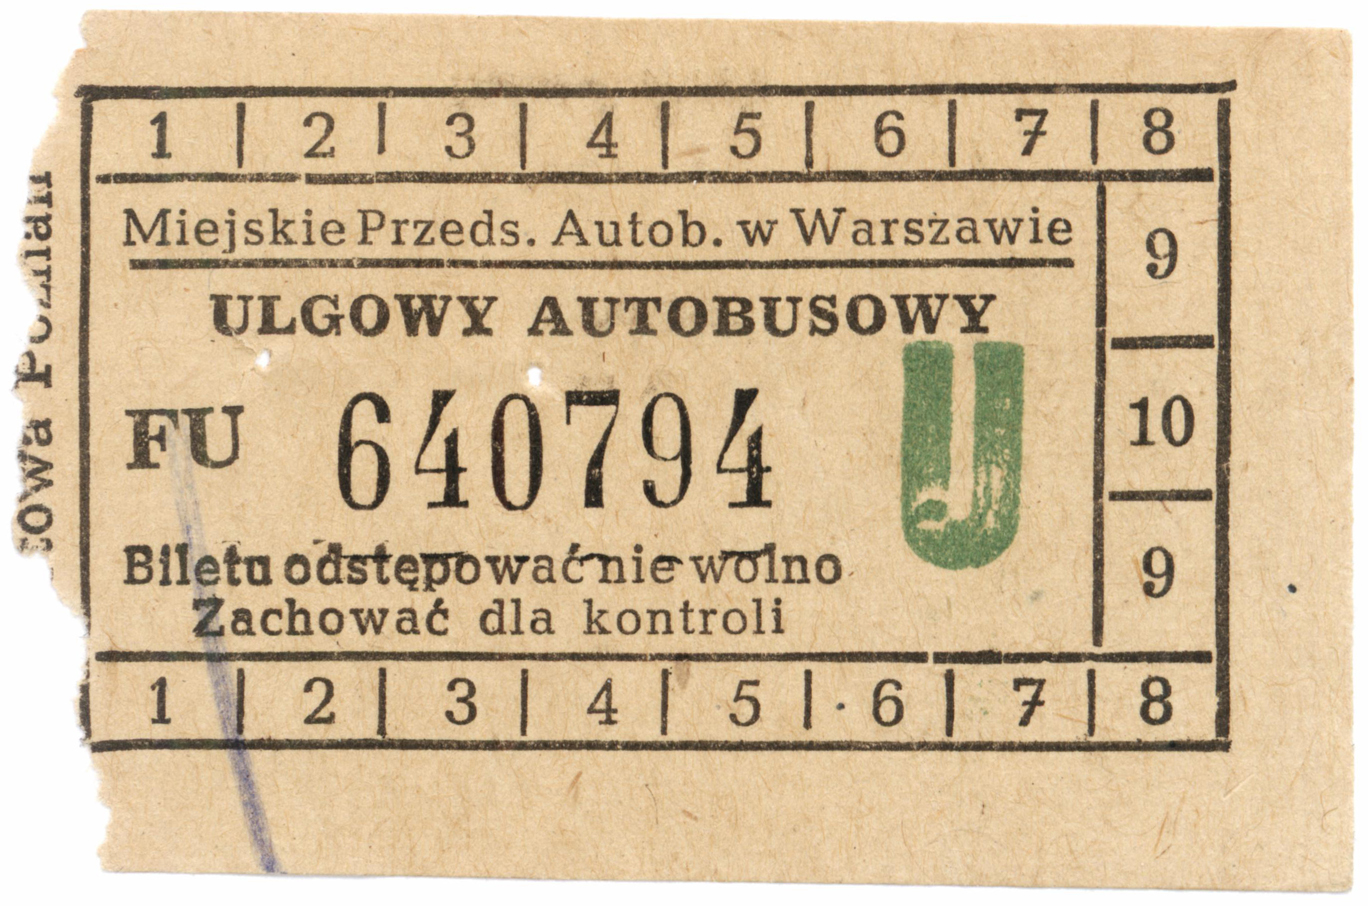 1 2 3 4 5 6 7 8
Miejskie Przeds. Autob. w Warszawie
9
ULGOWY AUTOBUSOWY
U
FU 640794
10
Biletu odstępować nie wolno
9
Zachować dla kontroli
1 2 3 4 5 6 7 8
Poznań